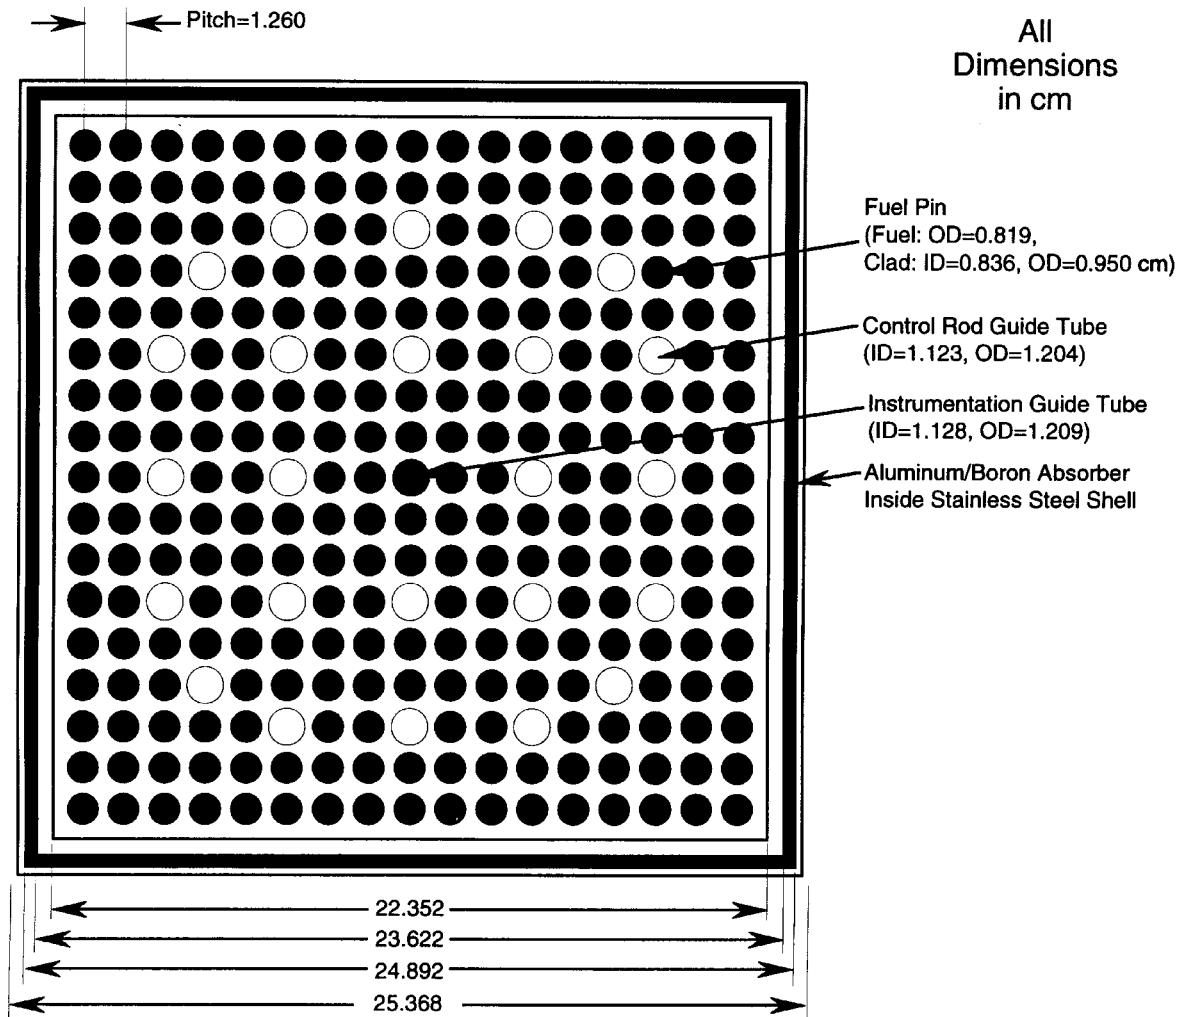 Pitch=1.260
All
Dimensions
in cm
Fuel Pin
(Fuel: OD=0.819,
Clad: ID=0.836, OD=0.950 cm)
Control Rod Guide Tube
(ID=1.123, OD=1.204)
Instrumentation Guide Tube
(ID=1.128, OD=1.209)
Aluminum/Boron Absorber
Inside Stainless Steel Shell
22.352
23.622
24.892
25.368